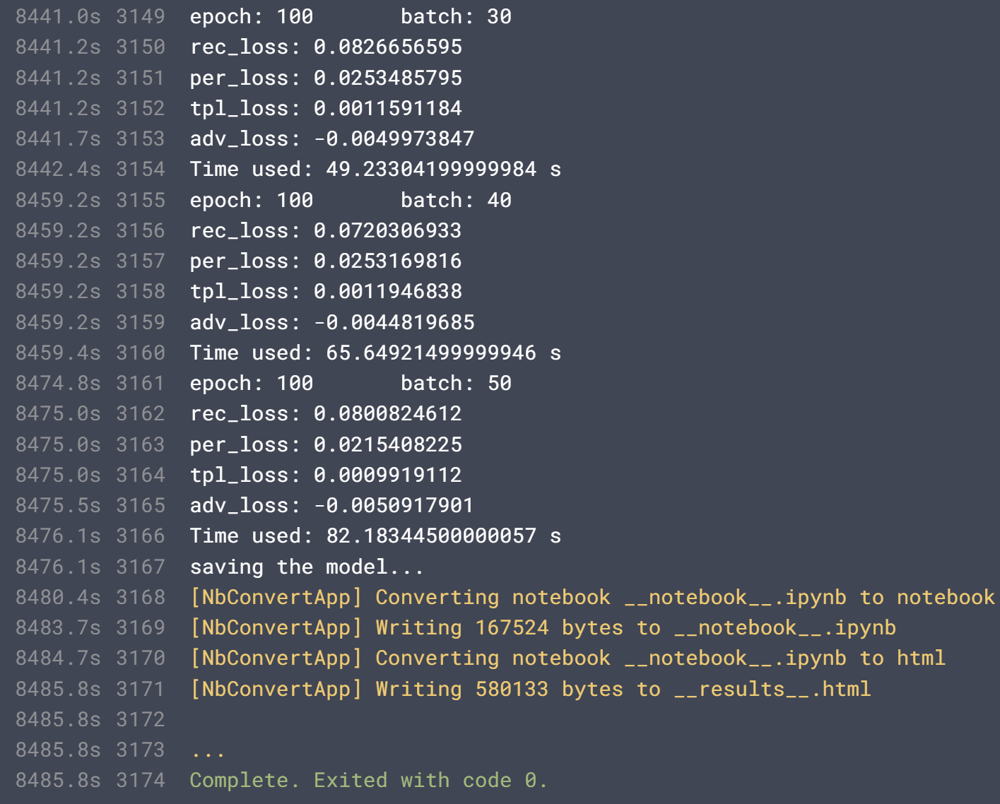 8441.0s 3149 epoch: 100 batch: 30
8441.2s 3150 rec_loss: 0.0826656595
8441.2s 3151 per_loss: 0.0253485795
8441.2s 3152 tpl_loss: 0.0011591184
8441.7s 3153 adv_loss: -0.0049973847
8442.4s 3154 Time used: 49.23304199999984 s
8459.2s 3155 epoch: 100 batch: 40
8459.2s 3156 rec_loss: 0.0720306933
8459.2s 3157 per_loss: 0.0253169816
8459.2s 3158 tpl_loss: 0.0011946838
8459.2s 3159 adv_loss: -0.0044819685
8459.4s 3160 Time used: 65.64921499999946 s
8474.8s 3161 epoch: 100 batch: 50
8475.0s 3162 rec_loss: 0.0800824612
8475.0s 3163 per_loss: 0.0215408225
8475.0s 3164 tpl_loss: 0.0009919112
8475.5s 3165 adv_loss: -0.0050917901
8476.1s 3166 Time used: 82.18344500000057 s
8476.1s 3167 saving the model...
8480.4s 3168 [NbConvertApp] Converting notebook __notebook__.ipynb to notebook
8483.7s 3169 [NbConvertApp] Writing 167524 bytes to __notebook__.ipynb
8484.7s 3170 [NbConvertApp] Converting notebook __notebook__.ipynb to html
8485.8s 3171 [NbConvertApp] Writing 580133 bytes to __results__.html
8485.8s 3172
8485.8s 3173 ...
8485.8s 3174 Complete. Exited with code 0.